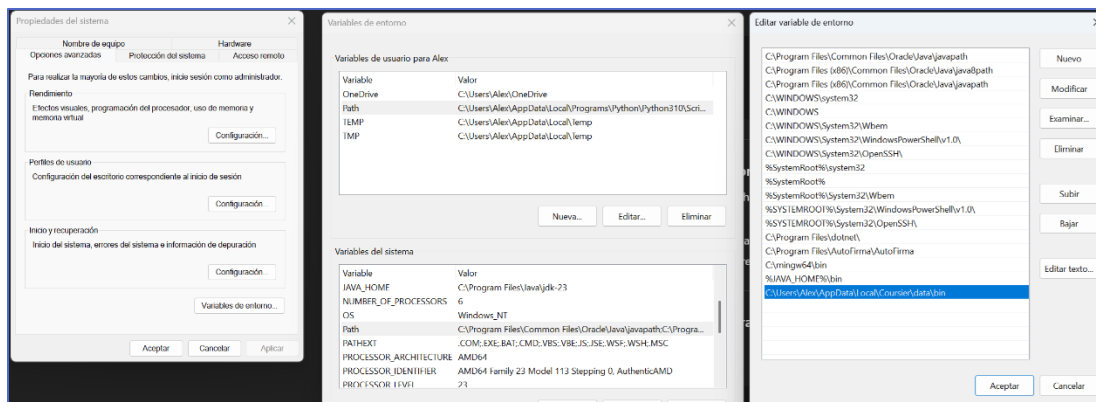 Propiedades del sistema
Nombre de equipo
Hardware
Opciones avanzadas
Protección del sistema
Acceso remoto
Para realizar la mayoría de estos cambios, inicie sesión como administrador.
Rendimiento
Efectos visuales, programación del procesador, uso de memoria y
memoria virtual
Configuración...
Perfiles de usuario
Configuración del escritorio correspondiente al inicio de sesión
Configuración...
Inicio y recuperación
Inicio del sistema, errores del sistema e información de depuración
Configuración...
Variables de entorno...
Aceptar
Cancelar
Aplicar
Variables de entorno
Variables de usuario para Alex
Variable Valor
OneDrive C:\Users\Alex\OneDrive
Path C:\Users\Alex\AppData\Local\Programs\Python\Python310\Scri...
TEMP C:\Users\Alex\AppData\Local\Temp
TMP C:\Users\Alex\AppData\Local\Temp
Nueva...
Editar...
Eliminar
Variables del sistema
Variable Valor
JAVA_HOME C:\Program Files\Java\jdk-23
NUMBER_OF_PROCESSORS 6
OS Windows_NT
Path C:\Program Files\Common Files\Oracle\Java\javapath;C:\Progra...
PATHEXT .COM;.EXE;.BAT;.CMD;.VBS;.VBE;.JS;.JSE;.WSF;.WSH;.MSC
PROCESSOR_ARCHITECTURE AMD64
PROCESSOR_IDENTIFIER AMD64 Family 23 Model 113 Stepping 0, AuthenticAMD
PROCESSOR_LEVEL 23
Editar variable de entorno
C:\Program Files\Common Files\Oracle\Java\javapath
C:\Program Files (x86)\Common Files\Oracle\Java\java8path
C:\Program Files (x86)\Common Files\Oracle\Java\javapath
C:\WINDOWS\system32
C:\WINDOWS
C:\WINDOWS\System32\Wbem
C:\WINDOWS\System32\WindowsPowerShell\v1.0\
C:\WINDOWS\System32\OpenSSH\
%SystemRoot%\system32
%SystemRoot%
%SystemRoot%\System32\Wbem
%SYSTEMROOT%\System32\WindowsPowerShell\v1.0\
%SYSTEMROOT%\System32\OpenSSH\
C:\Program Files\dotnet\
C:\Program Files\AutoFirma\AutoFirma
C:\mingw64\bin
%JAVA_HOME%\bin
C:\Users\Alex\AppData\Local\Coursier\data\bin
Nuevo
Modificar
Examinar...
Eliminar
Subir
Bajar
Editar texto...
Aceptar
Cancelar